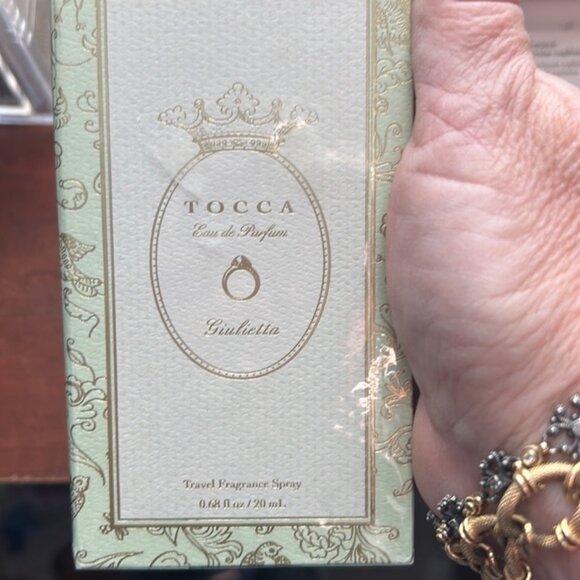 TOCCA
Eau de Parfum
Giulietta
Travel Fragrance Spray
0.68 fl oz / 20 mL